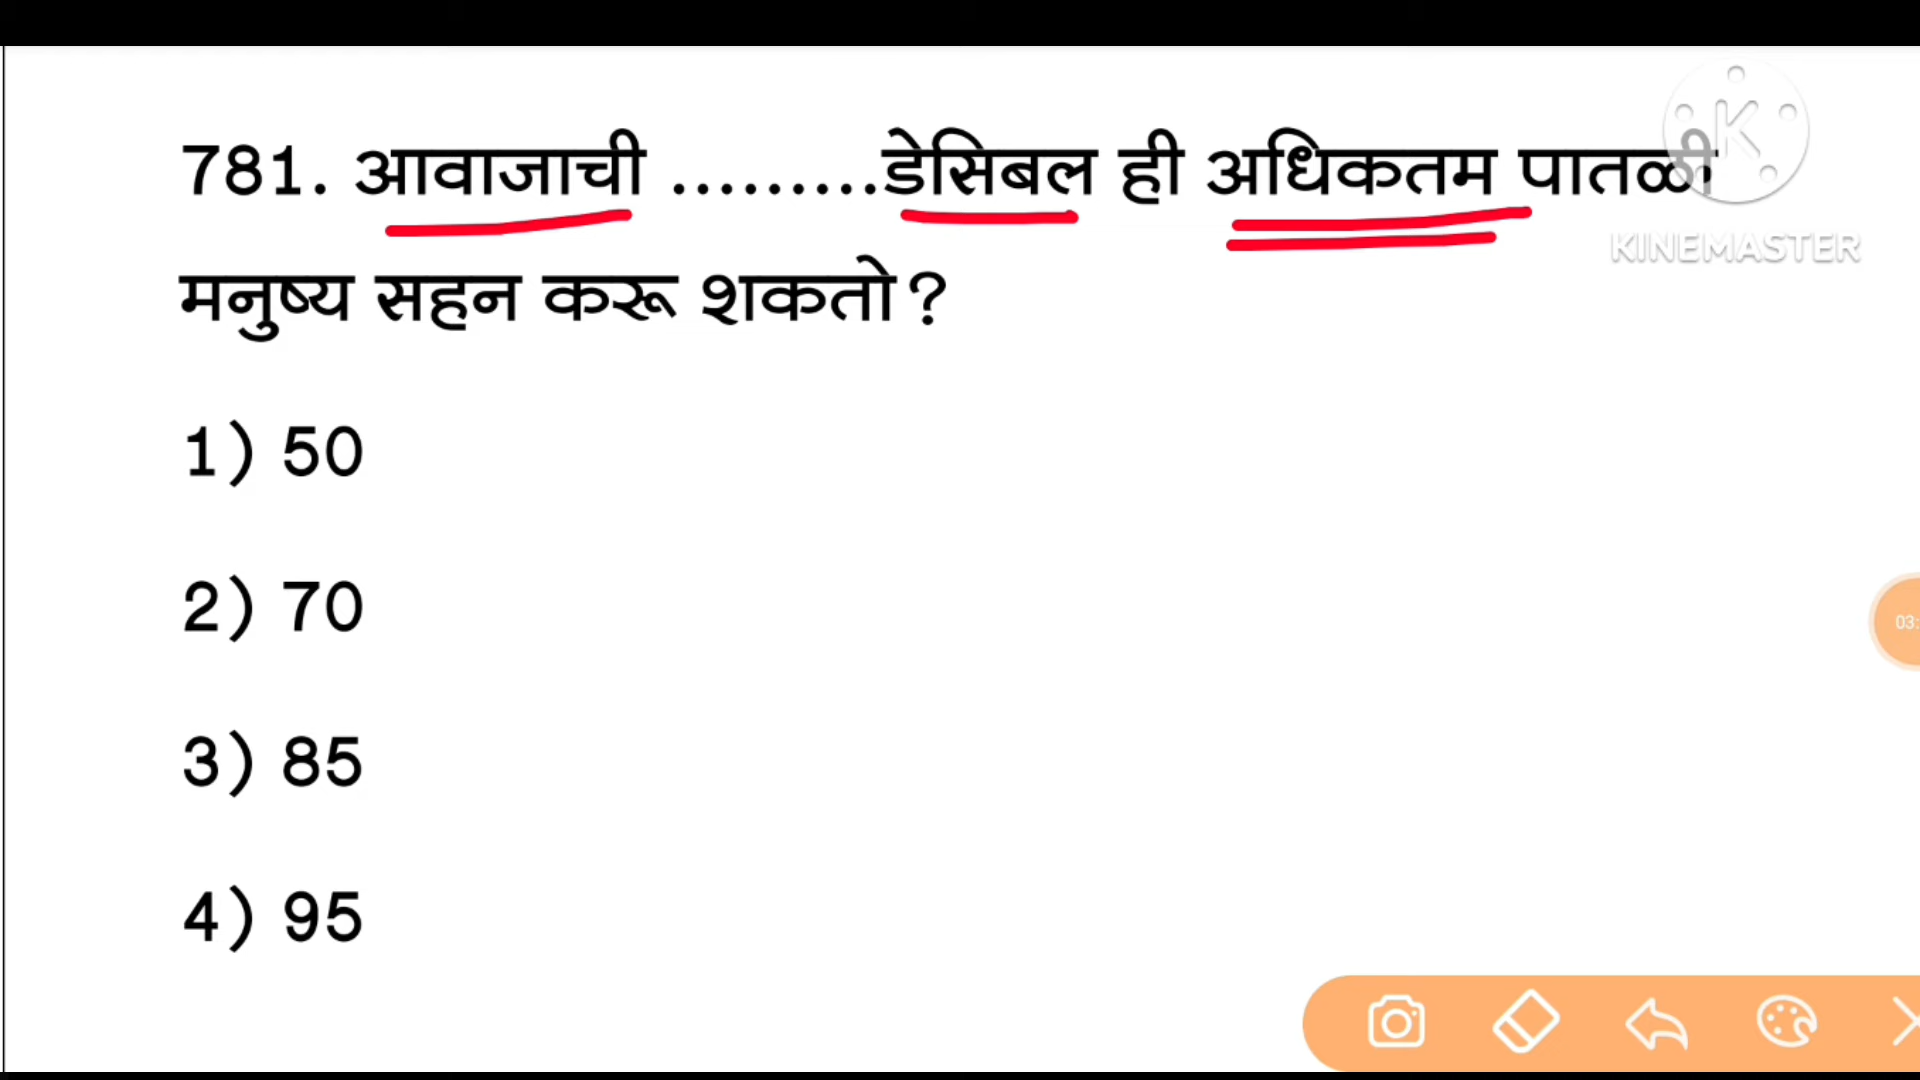 781. आवाजाची .........डेसिबल ही अधिकतम पातळी
मनुष्य सहन करू शकतो?
1) 50
2) 70
3) 85
4) 95
KINEMASTER
03: